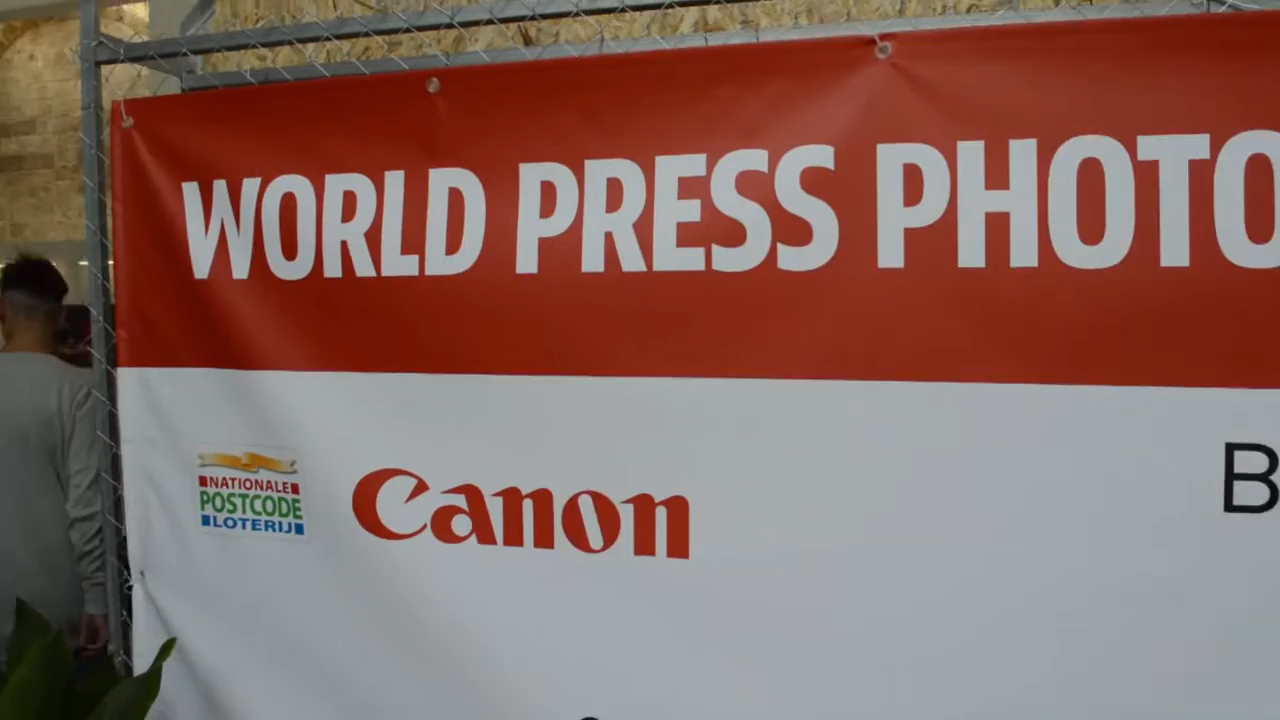 WORLD PRESS PHOTO
NATIONALE
POSTCODE
LOTERIJ
Canon
B